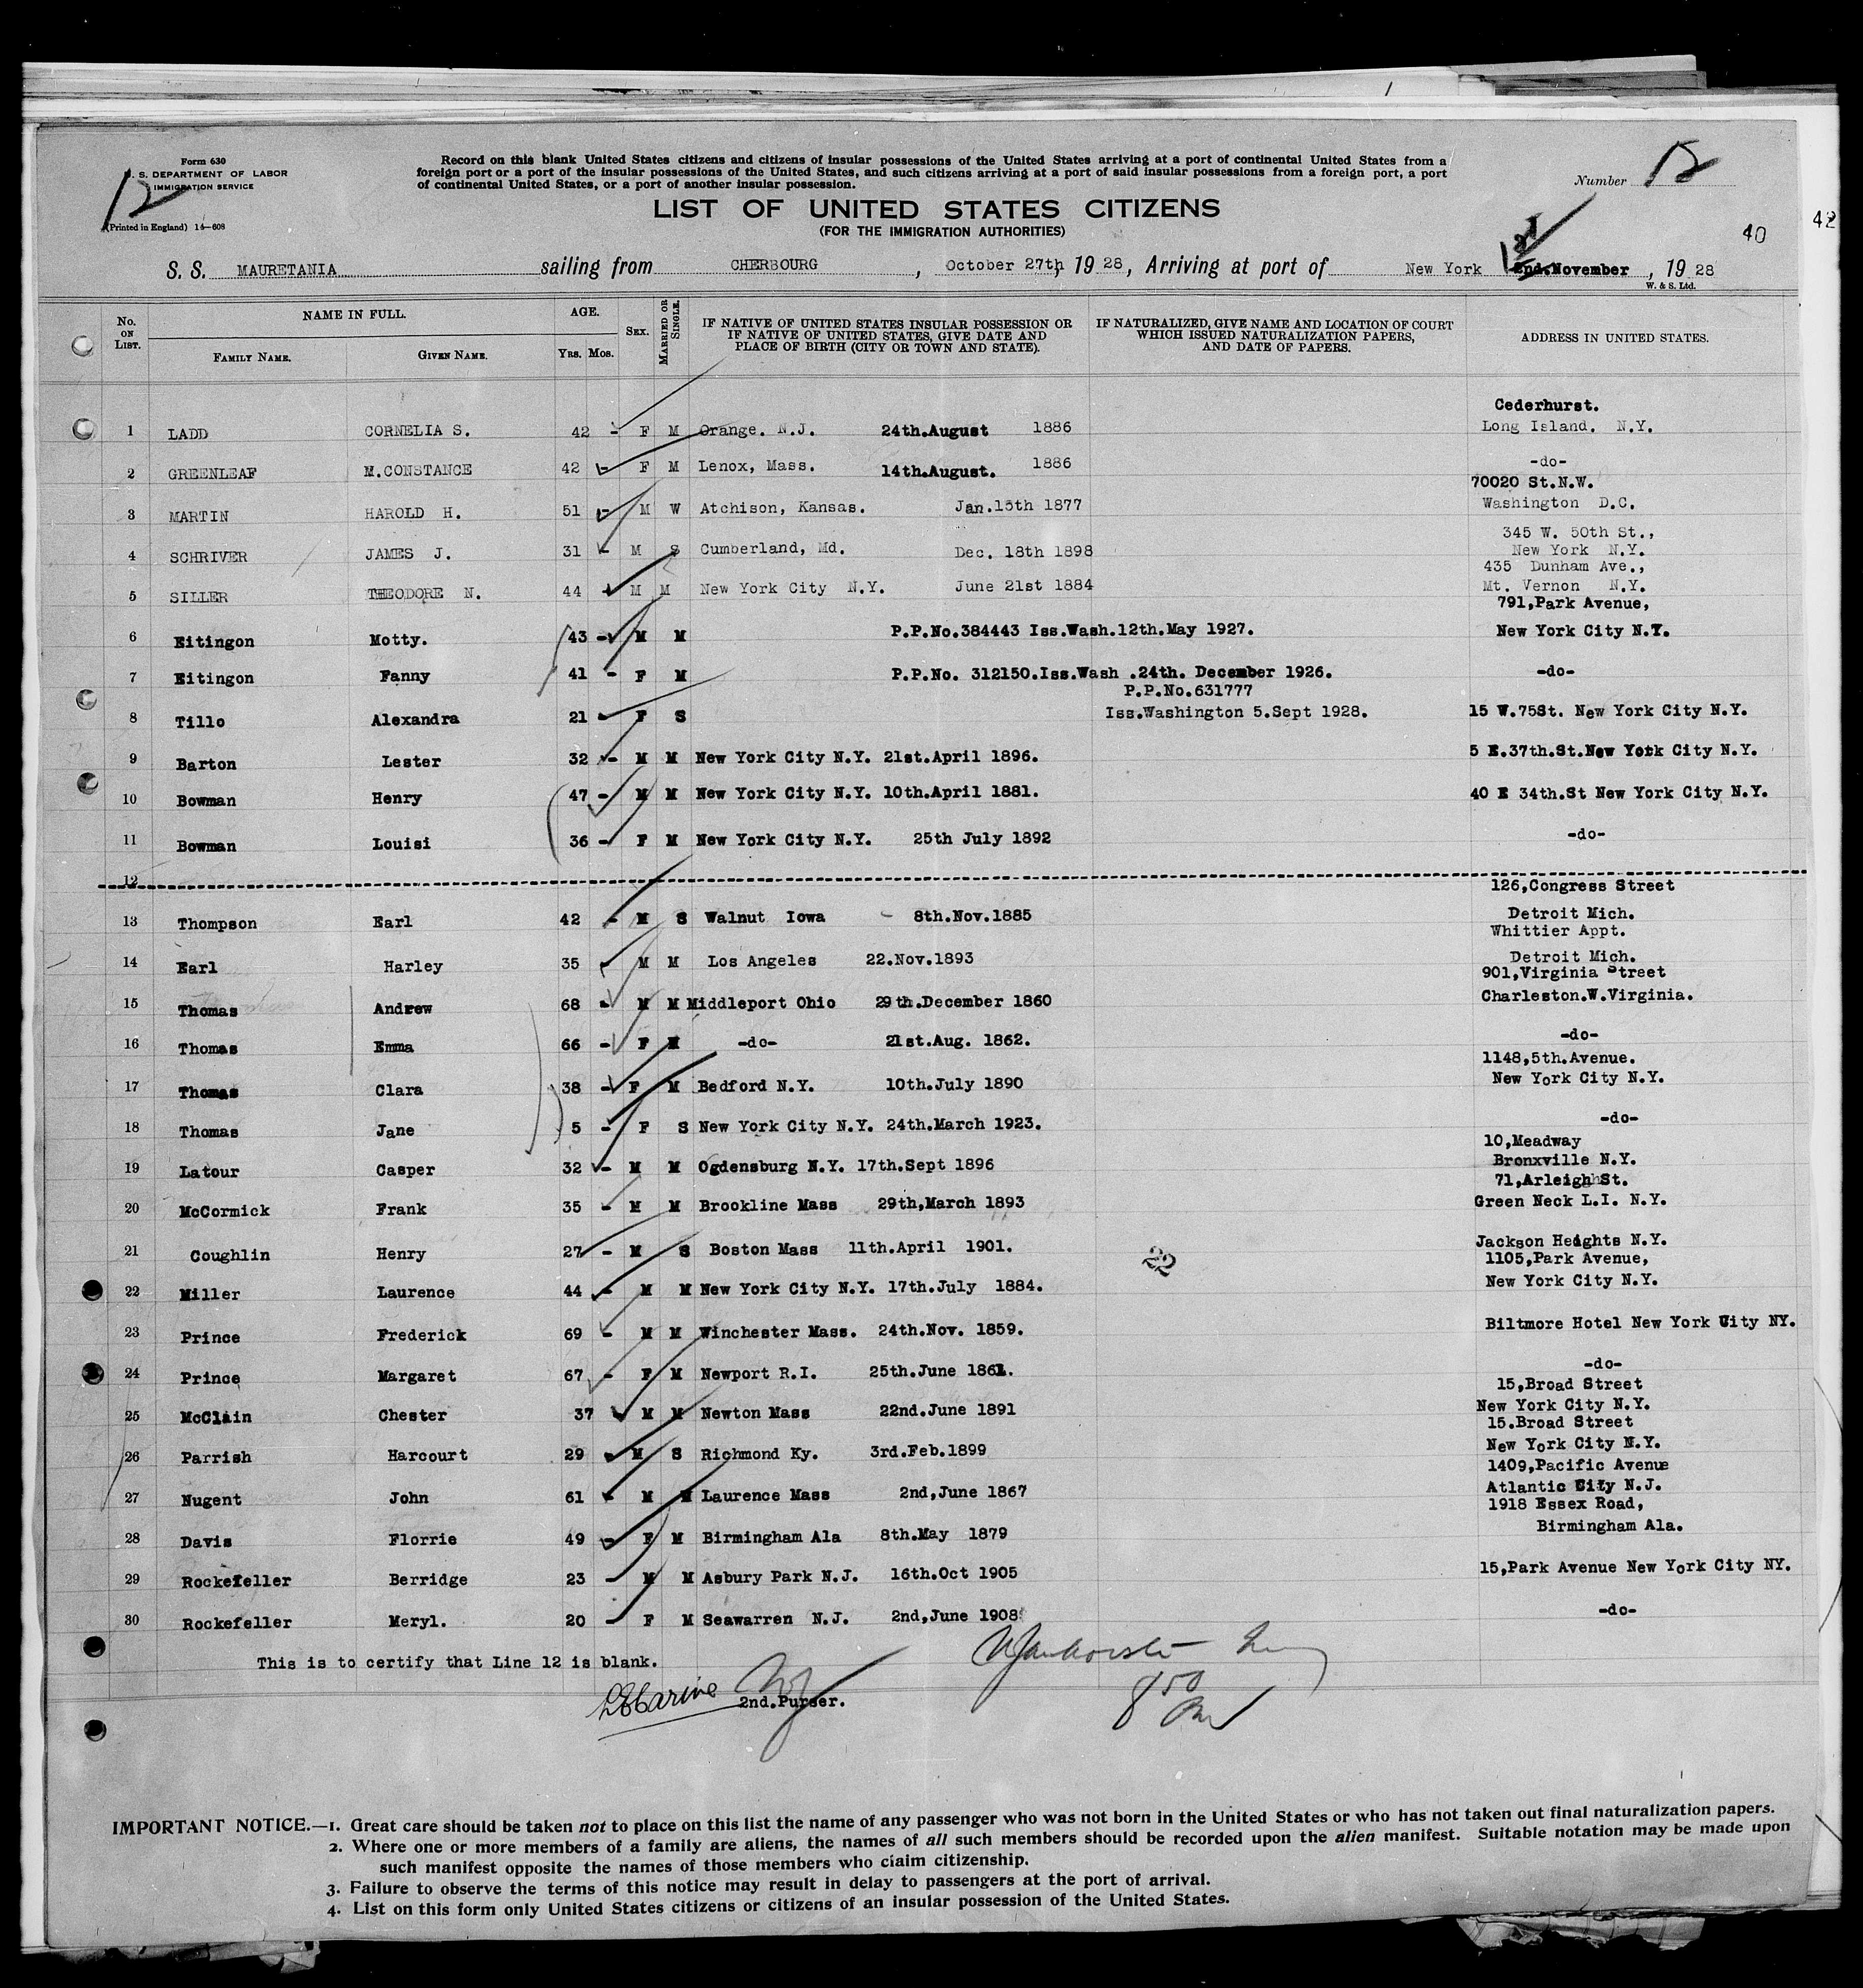 Form 630
U. S. DEPARTMENT OF LABOR
IMMIGRATION SERVICE
12
(Printed in England) 14—608
Record on this blank United States citizens and citizens of insular possessions of the United States arriving at a port of continental United States from a
foreign port or a port of the insular possessions of the United States, and such citizens arriving at a port of said insular possessions from a foreign port, a port
of continental United States, or a port of another insular possession.
Number 12
LIST OF UNITED STATES CITIZENS
(FOR THE IMMIGRATION AUTHORITIES)
40
42
S. S. MAURETANIA sailing from CHERBOURG, October 27th, 19 28, Arriving at port of New York 2nd.November, 19 28
W. & S. Ltd.
No. ON LIST. NAME IN FULL. FAMILY NAME. GIVEN NAME. AGE. YRS. MOS. SEX. MARRIED OR SINGLE. IF NATIVE OF UNITED STATES INSULAR POSSESSION OR IF NATIVE OF UNITED STATES, GIVE DATE AND PLACE OF BIRTH (CITY OR TOWN AND STATE). IF NATURALIZED, GIVE NAME AND LOCATION OF COURT WHICH ISSUED NATURALIZATION PAPERS, AND DATE OF PAPERS. ADDRESS IN UNITED STATES.
Cederhurst.
1 LADD CORNELIA S. 42 - F M Orange. N.J. 24th.August 1886 Long Island. N.Y.
2 GREENLEAF M.CONSTANCE 42 - F M Lenox, Mass. 14th.August. 1886 -do-
70020 St.N.W.
3 MARTIN HAROLD H. 51 - M W Atchison, Kansas. Jan.15th 1877 Washington D.C.
345 W. 50th St.,
4 SCHRIVER JAMES J. 31 - M S Cumberland, Md. Dec. 18th 1898 New York N.Y.
435 Dunham Ave.,
5 SILLER THEODORE N. 44 M M New York City N.Y. June 21st 1884 Mt. Vernon N.Y.
791,Park Avenue,
6 Eitingon Motty. 43 - M M P.P.No.384443 Iss.Wash.12th.May 1927. New York City N.Y.
7 Eitingon Fanny 41 - F M P.P.No. 312150.Iss.Wash .24th. December 1926. -do-
P.P.No.631777
8 Tillo Alexandra 21 F S Iss.Washington 5.Sept 1928. 15 W.75St. New York City N.Y.
9 Barton Lester 32 - M M New York City N.Y. 21st.April 1896. 5 E.37th.St.New York City N.Y.
10 Bowman Henry 47 - M M New York City N.Y. 10th.April 1881. 40 E 34th.St New York City N.Y.
11 Bowman Louisi 36 - F M New York City N.Y. 25th July 1892 -do-
12
126,Congress Street
13 Thompson Earl 42 - M S Walnut Iowa 8th.Nov.1885 Detroit Mich.
Whittier Appt.
14 Earl Harley 35 M M Los Angeles 22.Nov.1893 Detroit Mich.
901,Virginia Street
15 Thomas Andrew 68 - M M Middleport Ohio 29th.December 1860 Charleston.W.Virginia.
16 Thomas Emma 66 - F M -do- 21st.Aug. 1862. -do-
1148,5th.Avenue.
17 Thomas Clara 38 - F M Bedford N.Y. 10th.July 1890 New York City N.Y.
18 Thomas Jane 5 - F S New York City N.Y. 24th.March 1923. -do-
10,Meadway
19 Latour Casper 32 - M M Ogdensburg N.Y. 17th.Sept 1896 Bronxville N.Y.
71,Arleigh St.
20 McCormick Frank 35 - M M Brookline Mass 29th,March 1893 Green Neck L.I. N.Y.
21 Coughlin Henry 27 - M S Boston Mass 11th.April 1901. 22 Jackson Heights N.Y.
1105,Park Avenue,
22 Miller Laurence 44 - M M New York City N.Y. 17th.July 1884. New York City N.Y.
23 Prince Frederick 69 - M M Winchester Mass. 24th.Nov. 1859. Biltmore Hotel New York City NY.
24 Prince Margaret 67 - F M Newport R.I. 25th.June 1861. -do-
15,Broad Street
25 McClain Chester 37 M M Newton Mass 22nd.June 1891 New York City N.Y.
15.Broad Street
26 Parrish Harcourt 29 - M S Richmond Ky. 3rd.Feb.1899 New York City N.Y.
1409,Pacific Avenue
27 Nugent John 61 - M M Laurence Mass 2nd,June 1867 Atlantic City N.J.
1918 Essex Road,
28 Davis Florrie 49 - F M Birmingham Ala 8th.May 1879 Birmingham Ala.
29 Rockefeller Berridge 23 - M M Asbury Park N.J. 16th.Oct 1905 15,Park Avenue New York City NY.
30 Rockefeller Meryl. 20 - F M Seawarren N.J. 2nd,June 1908 -do-
This is to certify that Line 12 is blank.
2nd.Purser.
850
IMPORTANT NOTICE.—1. Great care should be taken not to place on this list the name of any passenger who was not born in the United States or who has not taken out final naturalization papers.
2. Where one or more members of a family are aliens, the names of all such members should be recorded upon the alien manifest. Suitable notation may be made upon
such manifest opposite the names of those members who claim citizenship.
3. Failure to observe the terms of this notice may result in delay to passengers at the port of arrival.
4. List on this form only United States citizens or citizens of an insular possession of the United States.